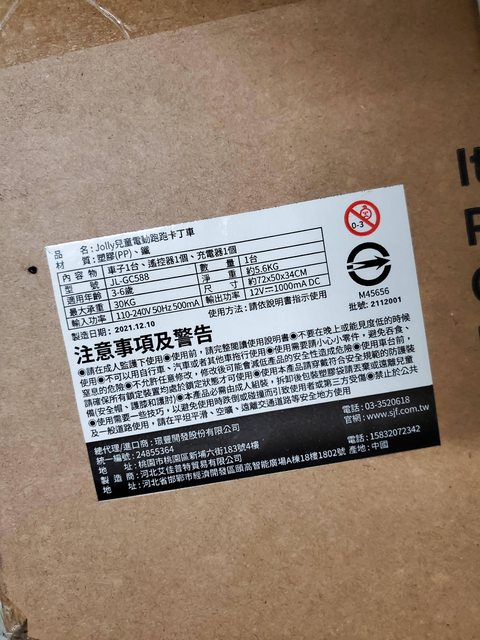 品 名：Jolly兒童電動跑跑卡丁車
材 質：塑膠(PP)、鐵
內 容 物 車子1台、遙控器1個、充電器1個
型 號 JL-GC588 數 量 1台
適用年齡 3-6歲 淨 重 約5.6KG
最大承重 30KG 尺 寸 約72x50x34CM
輸入功率 110-240V 50Hz 500mA 輸出功率 12V⎓1000mA DC
製造日期：2021.12.10 使用方法：請依說明書指示使用
0-3
M45656
批號：2112001
注意事項及警告
●請在成人監護下使用●使用前，請完整閱讀使用說明書●不要在晚上或能見度低的時候
使用●不可以用自行車、汽車或者其他車拖行使用●使用需要請小心小零件，避免吞食、
窒息的危險●不允許任意修改，修改後可能會減低產品的安全性造成危險●使用車台前，
請確保所有鎖定裝置均處於鎖定狀態才可使用●使用本產品請穿戴符合安全規範的防護裝
備(安全帽、護膝和護肘)●本產品必需由成人組裝，拆卸後包裝塑膠袋請丟棄或遠離兒童
●使用需要一些技巧，以避免使用時跌倒或碰撞而引致使用者或第三方受傷●禁止於公共
及一般道路使用，請在平坦平滑、空曠、遠離交通道路等安全地方使用
總代理/進口商：環豐開發股份有限公司
統一編號：24855364 電話：03-3520618
地 址：桃園市桃園區新埔六街183號4樓 官網：www.sjf.com.tw
製 造 商：河北艾佳普特貿易有限公司
地 址：河北省邯鄲市經濟開發區頭高智能廣場A棟18樓1802號 電話：15832072342
產地：中國
It